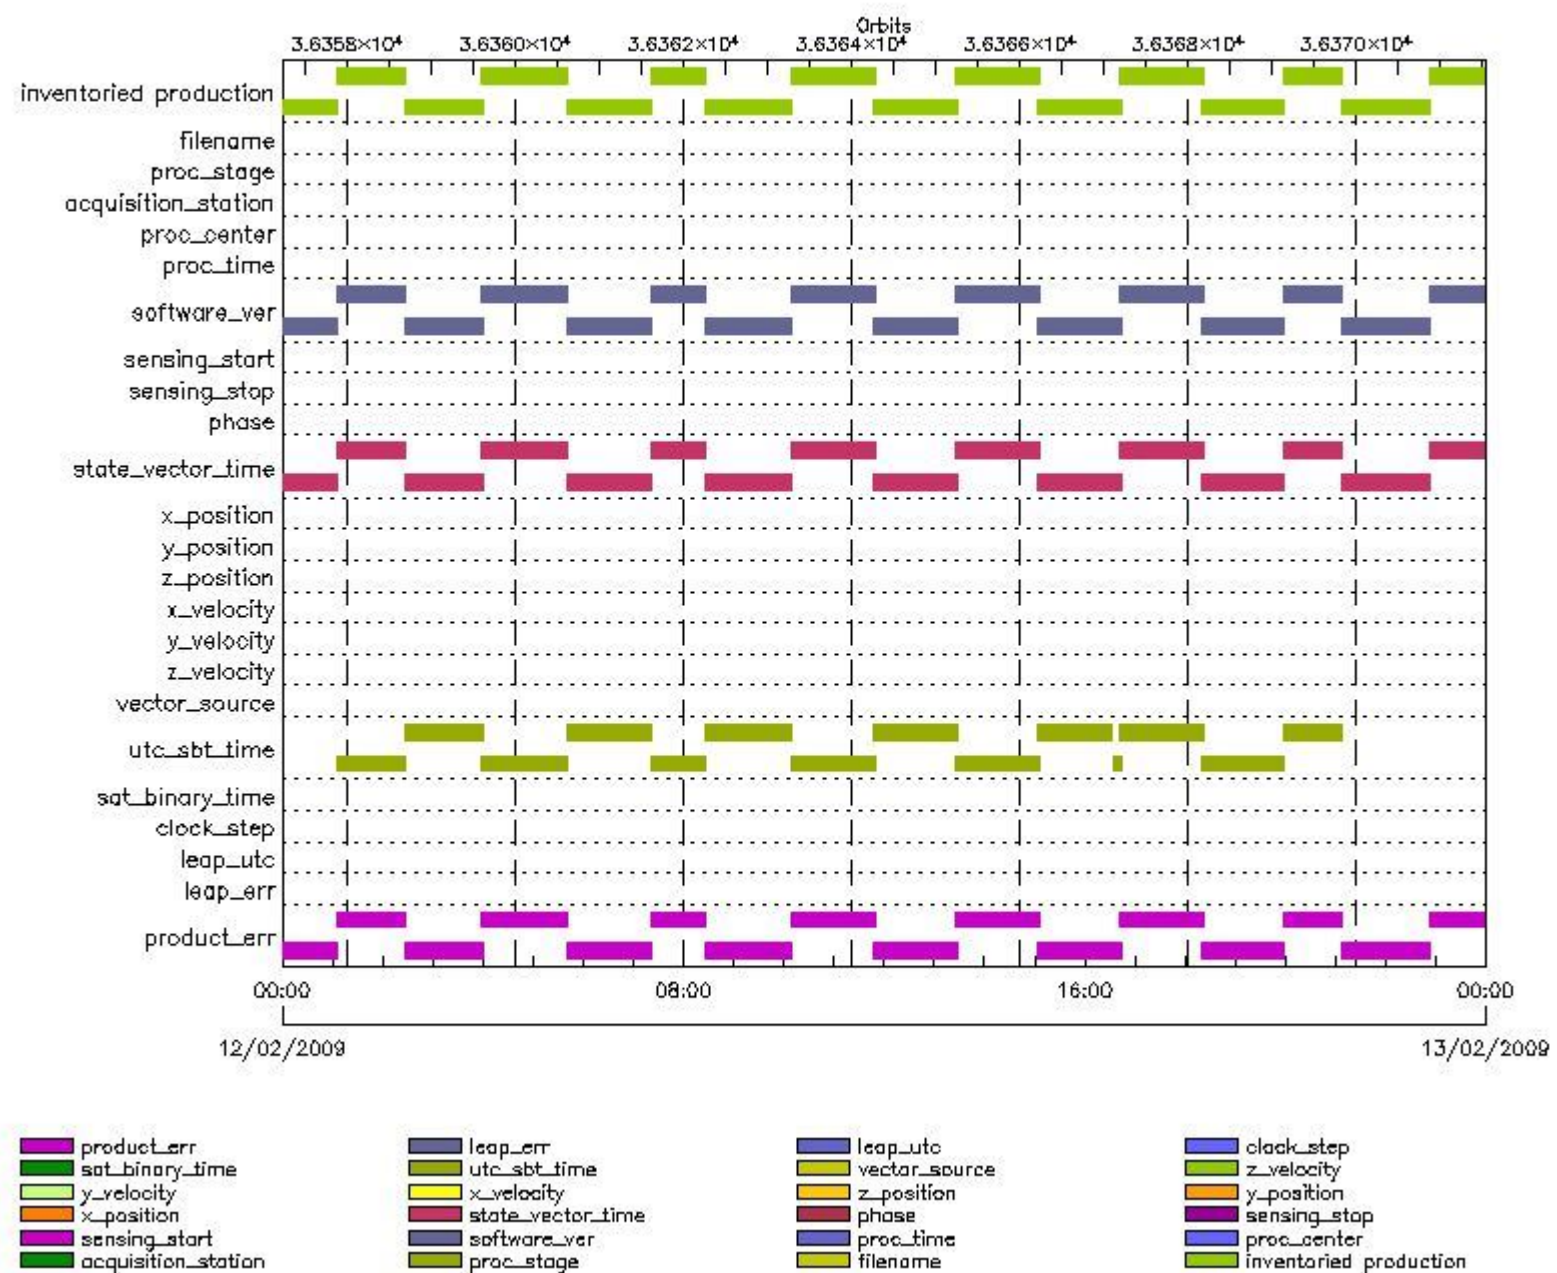 Orbits
3.6358×10⁴ 3.6360×10⁴ 3.6362×10⁴ 3.6364×10⁴ 3.6366×10⁴ 3.6368×10⁴ 3.6370×10⁴
inventoried production
filename
proc_stage
acquisition_station
proc_center
proc_time
software_ver
sensing_start
sensing_stop
phase
state_vector_time
x_position
y_position
z_position
x_velocity
y_velocity
z_velocity
vector_source
utc_sbt_time
sat_binary_time
clock_step
leap_utc
leap_err
product_err
00:00 08:00 16:00 00:00
12/02/2009 13/02/2009
product_err leap_err leap_utc clock_step
sat_binary_time utc_sbt_time vector_source z_velocity
y_velocity x_velocity z_position y_position
x_position state_vector_time phase sensing_stop
sensing_start software_ver proc_time proc_center
acquisition_station proc_stage filename inventoried production